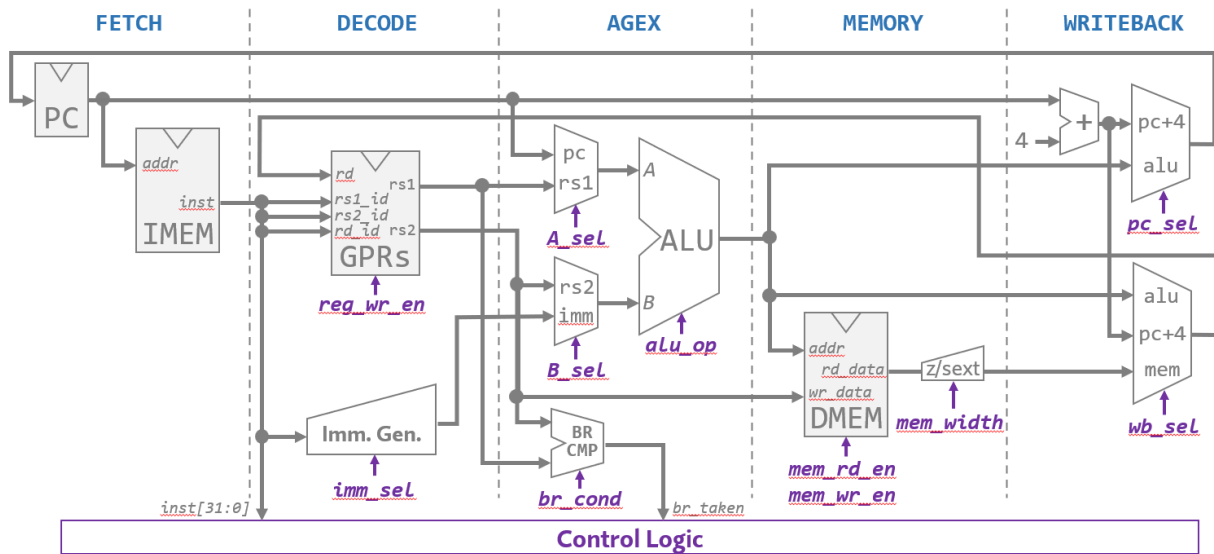 FETCH
DECODE
AGEX
MEMORY
WRITEBACK
PC
addr
inst
IMEM
rd
rs1
rs1_id
rs2_id
rs2
rd_id
GPRs
reg_wr_en
Imm. Gen.
imm_sel
inst[31:0]
pc
rs1
A_sel
rs2
imm
B_sel
A
ALU
B
alu_op
BR
CMP
br_cond
br_taken
addr
rd_data
wr_data
DMEM
mem_rd_en
mem_wr_en
z/sext
mem_width
4
+
pc+4
alu
pc_sel
alu
pc+4
mem
wb_sel
Control Logic